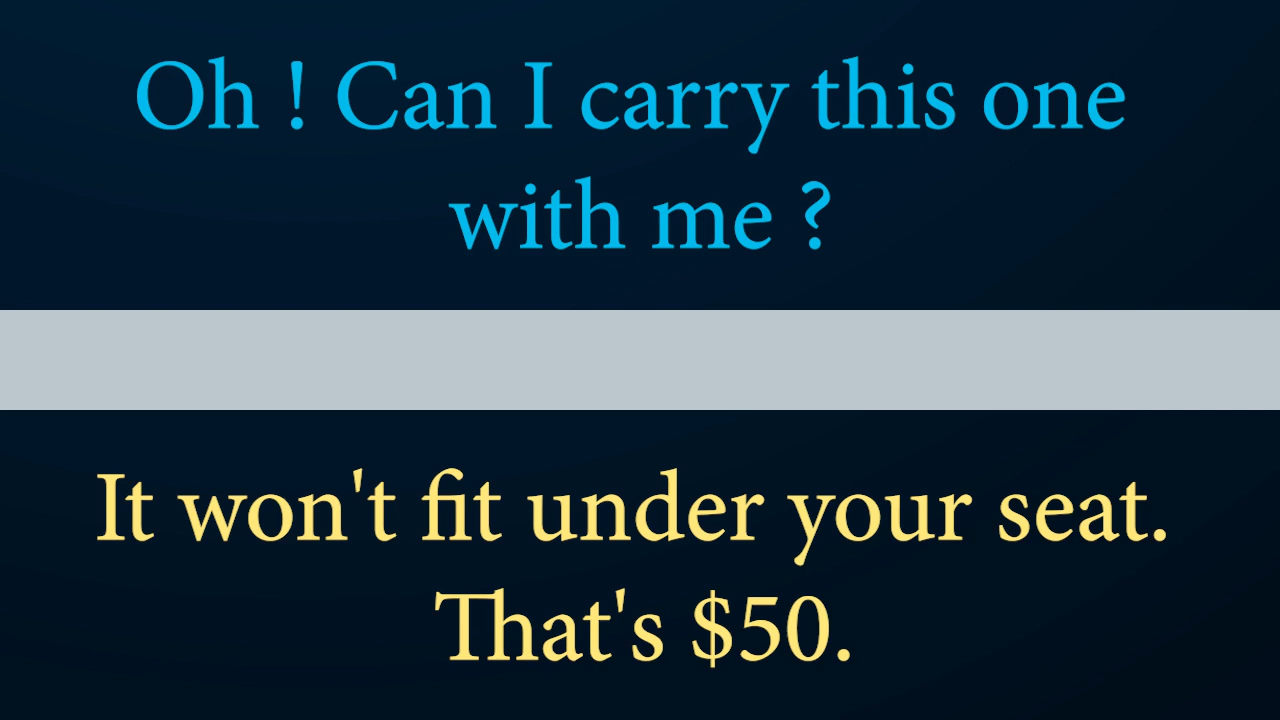 Oh ! Can I carry this one
with me ?
It won't fit under your seat.
That's $50.